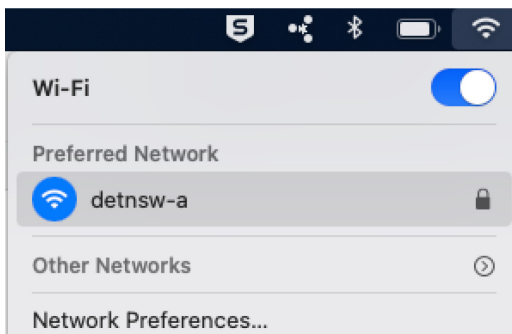 S
Wi-Fi
Preferred Network
detnsw-a
Other Networks
Network Preferences...